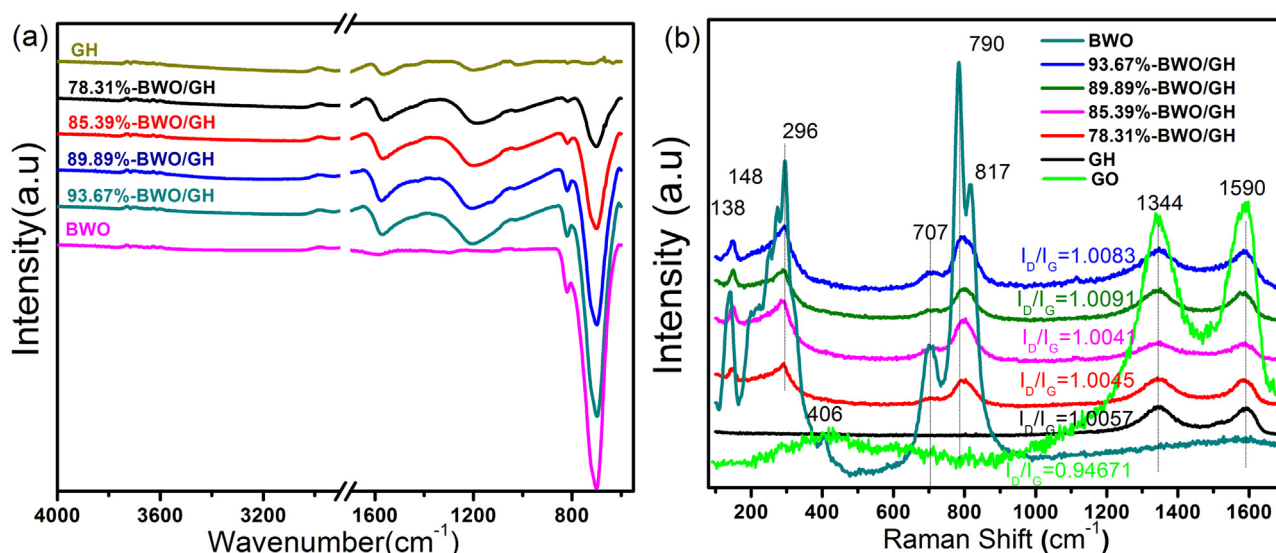 (a)
GH
78.31%-BWO/GH
85.39%-BWO/GH
89.89%-BWO/GH
93.67%-BWO/GH
BWO
Intensity(a.u)
4000 3600 3200 1600 1200 800
Wavenumber(cm⁻¹)
(b)
790
BWO
93.67%-BWO/GH
89.89%-BWO/GH
85.39%-BWO/GH
78.31%-BWO/GH
GH
GO
296
148
138
817
707
1344
1590
I_D/I_G=1.0083
I_D/I_G=1.0091
I_D/I_G=1.0041
I_D/I_G=1.0045
406
I_D/I_G=1.0057
I_D/I_G=0.94671
Intensity (a.u)
200 400 600 800 1000 1200 1400 1600
Raman Shift (cm⁻¹)